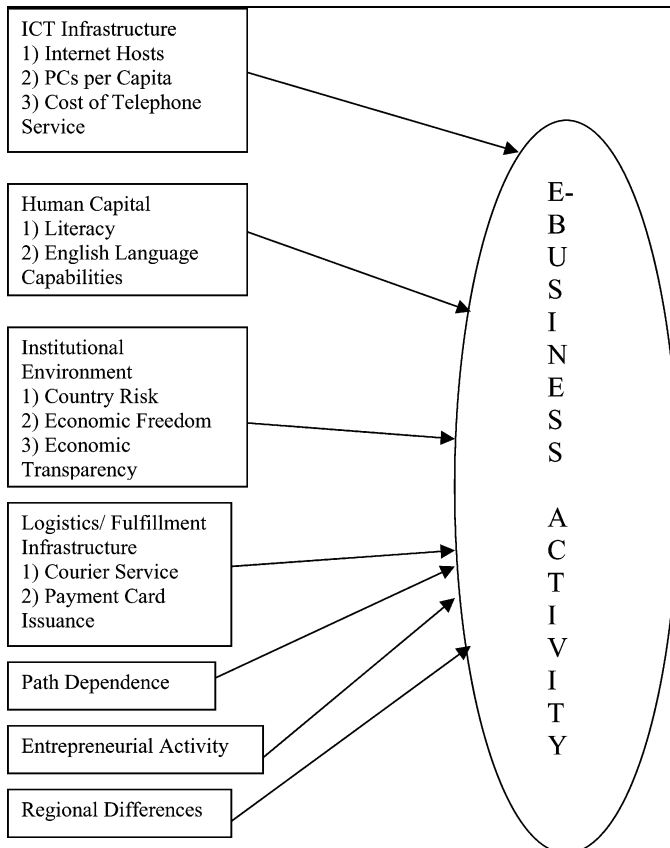 ICT Infrastructure
1) Internet Hosts
2) PCs per Capita
3) Cost of Telephone
Service
Human Capital
1) Literacy
2) English Language
Capabilities
Institutional
Environment
1) Country Risk
2) Economic Freedom
3) Economic
Transparency
Logistics/ Fulfillment
Infrastructure
1) Courier Service
2) Payment Card
Issuance
Path Dependence
Entrepreneurial Activity
Regional Differences
E-
B
U
S
I
N
E
S
S
A
C
T
I
V
I
T
Y